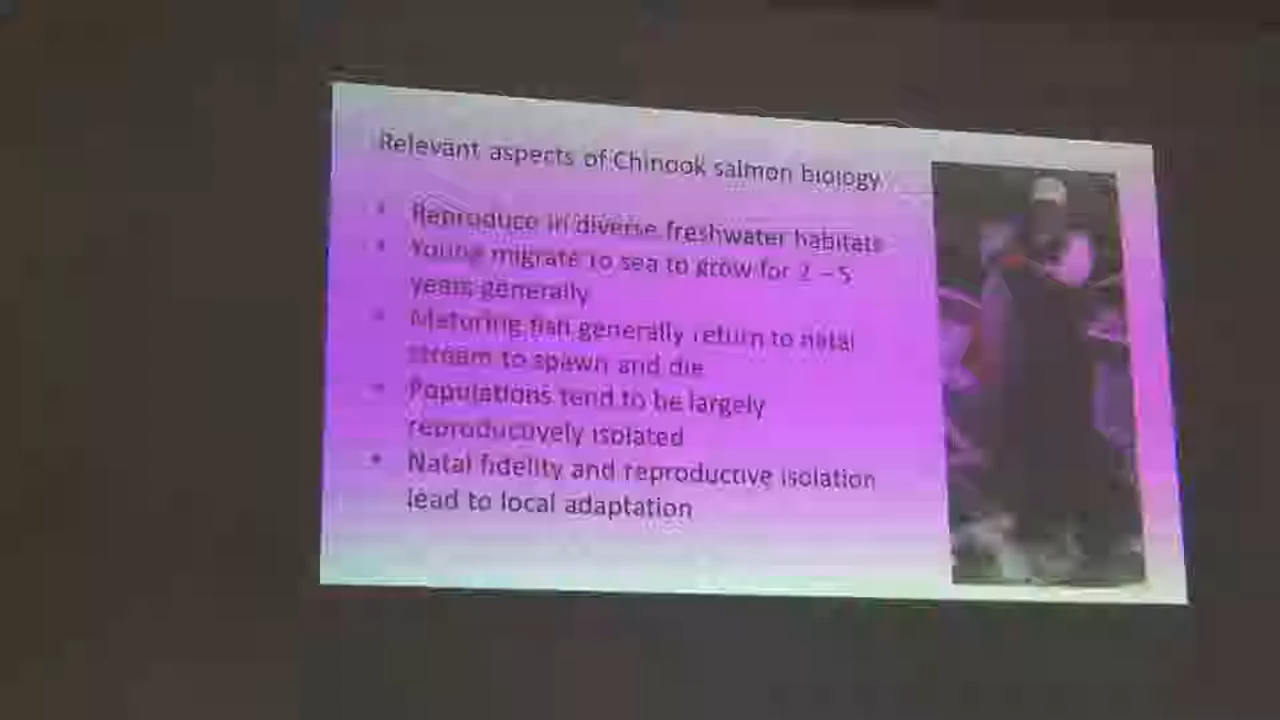 Relevant aspects of Chinook salmon biology
• Reproduce in diverse freshwater habitats
• Young migrate to sea to grow for 2 – 5
years generally
• Maturing fish generally return to natal
stream to spawn and die
• Populations tend to be largely
reproductively isolated
• Natal fidelity and reproductive isolation
lead to local adaptation